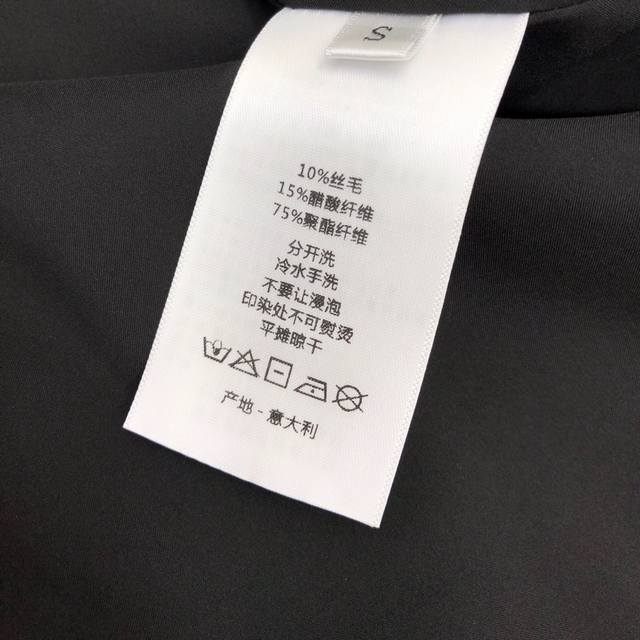 S
10%丝毛
15%醋酸纤维
75%聚酯纤维
分开洗
冷水手洗
不要让浸泡
印染处不可熨烫
平摊晾干
产地-意大利